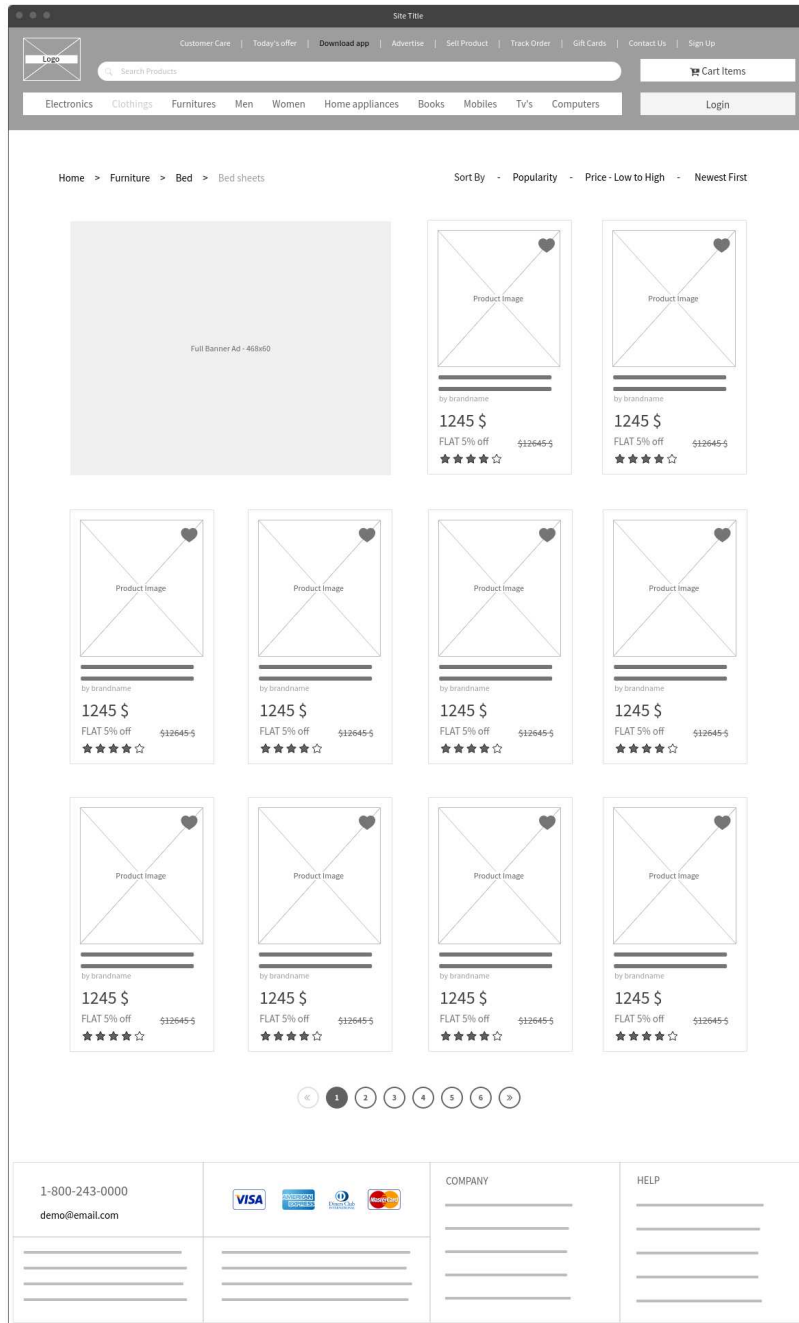 Site Title
Customer Care | Today's offer | Download app | Advertise | Sell Product | Track Order | Gift Cards | Contact Us | Sign Up
Logo
Search Products
Cart Items
Electronics Clothings Furnitures Men Women Home appliances Books Mobiles Tv's Computers
Login
Home > Furniture > Bed > Bed sheets
Sort By - Popularity - Price - Low to High - Newest First
Full Banner Ad - 468x60
Product Image Product Image
by brandname by brandname
1245 $ 1245 $
FLAT 5% off $12645 $ FLAT 5% off $12645 $
Product Image Product Image Product Image Product Image
by brandname by brandname by brandname by brandname
1245 $ 1245 $ 1245 $ 1245 $
FLAT 5% off $12645 $ FLAT 5% off $12645 $ FLAT 5% off $12645 $ FLAT 5% off $12645 $
Product Image Product Image Product Image Product Image
by brandname by brandname by brandname by brandname
1245 $ 1245 $ 1245 $ 1245 $
FLAT 5% off $12645 $ FLAT 5% off $12645 $ FLAT 5% off $12645 $ FLAT 5% off $12645 $
« 1 2 3 4 5 6 »
1-800-243-0000
demo@email.com
VISA AMERICAN EXPRESS Diners Club MasterCard
COMPANY
HELP